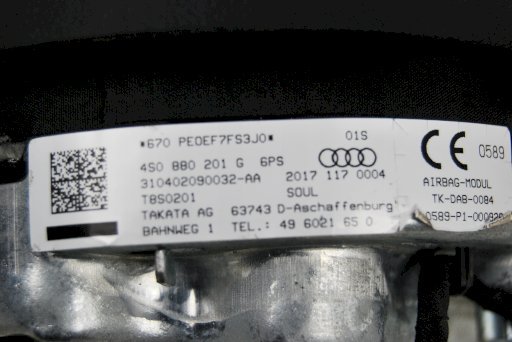 *670 PE0EF7FS3J0* 01S
4S0 880 201 G 6PS
310402090032-AA 2017 117 0004
T8S0201 SOUL
TAKATA AG 63743 D-Aschaffenburg
BAHNWEG 1 TEL.: 49 6021 65 0
CE 0589
AIRBAG-MODUL
TK-DAB-0084